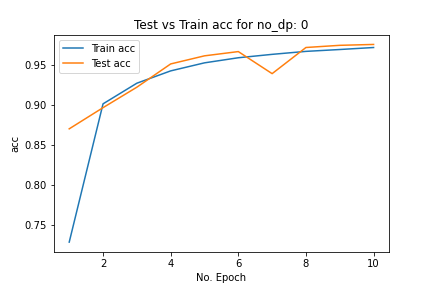 Test vs Train acc for no_dp: 0
Train acc
Test acc
acc
0.95
0.90
0.85
0.80
0.75
2 4 6 8 10
No. Epoch